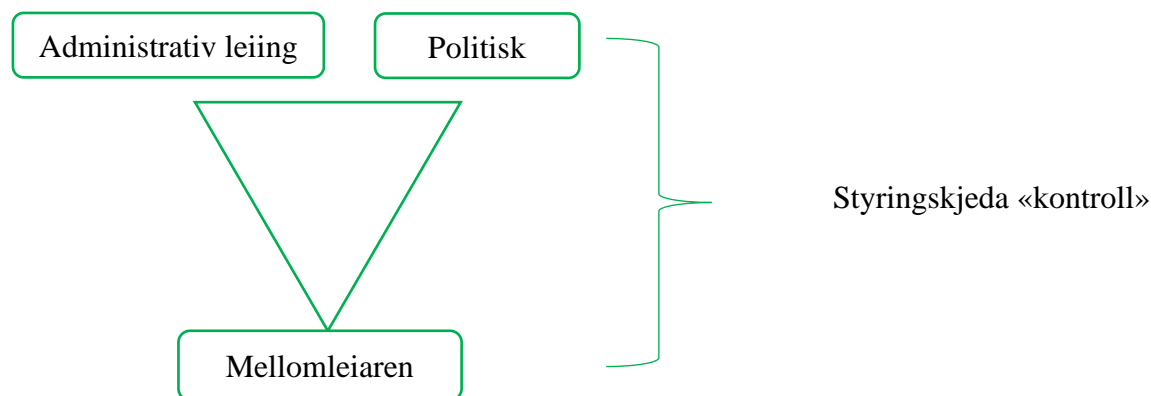 Administrativ leiing
Politisk
Styringskjeda «kontroll»
Mellomleiaren